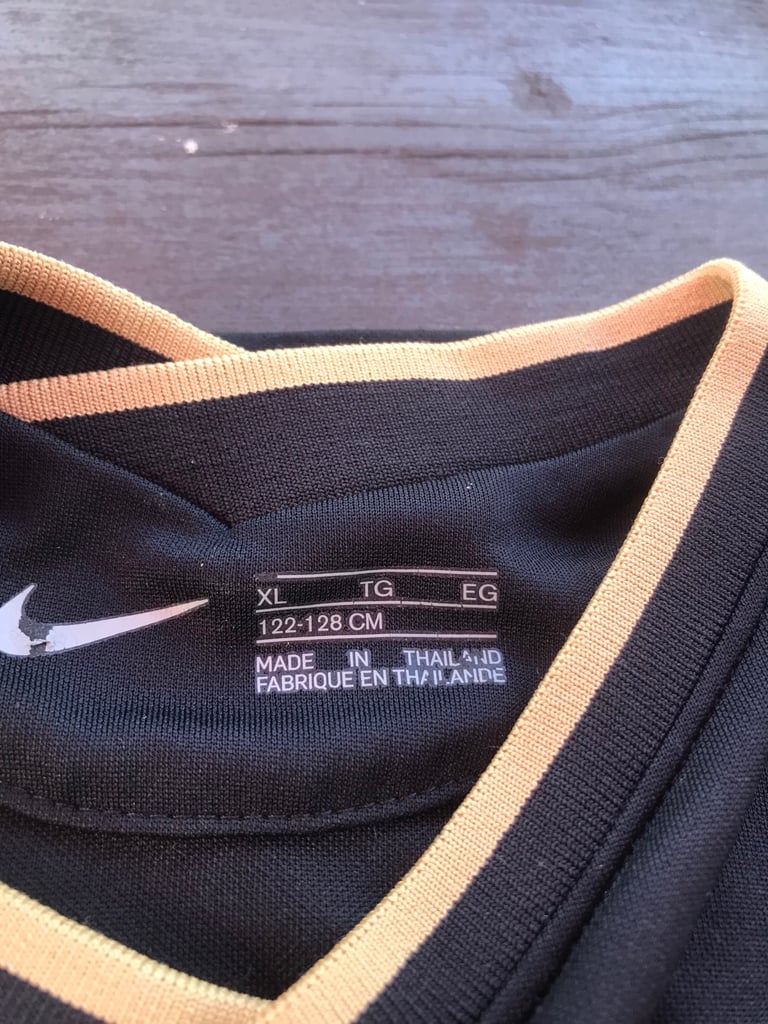 XL TG EG
122-128 CM
MADE IN THAILAND
FABRIQUE EN THAILANDE